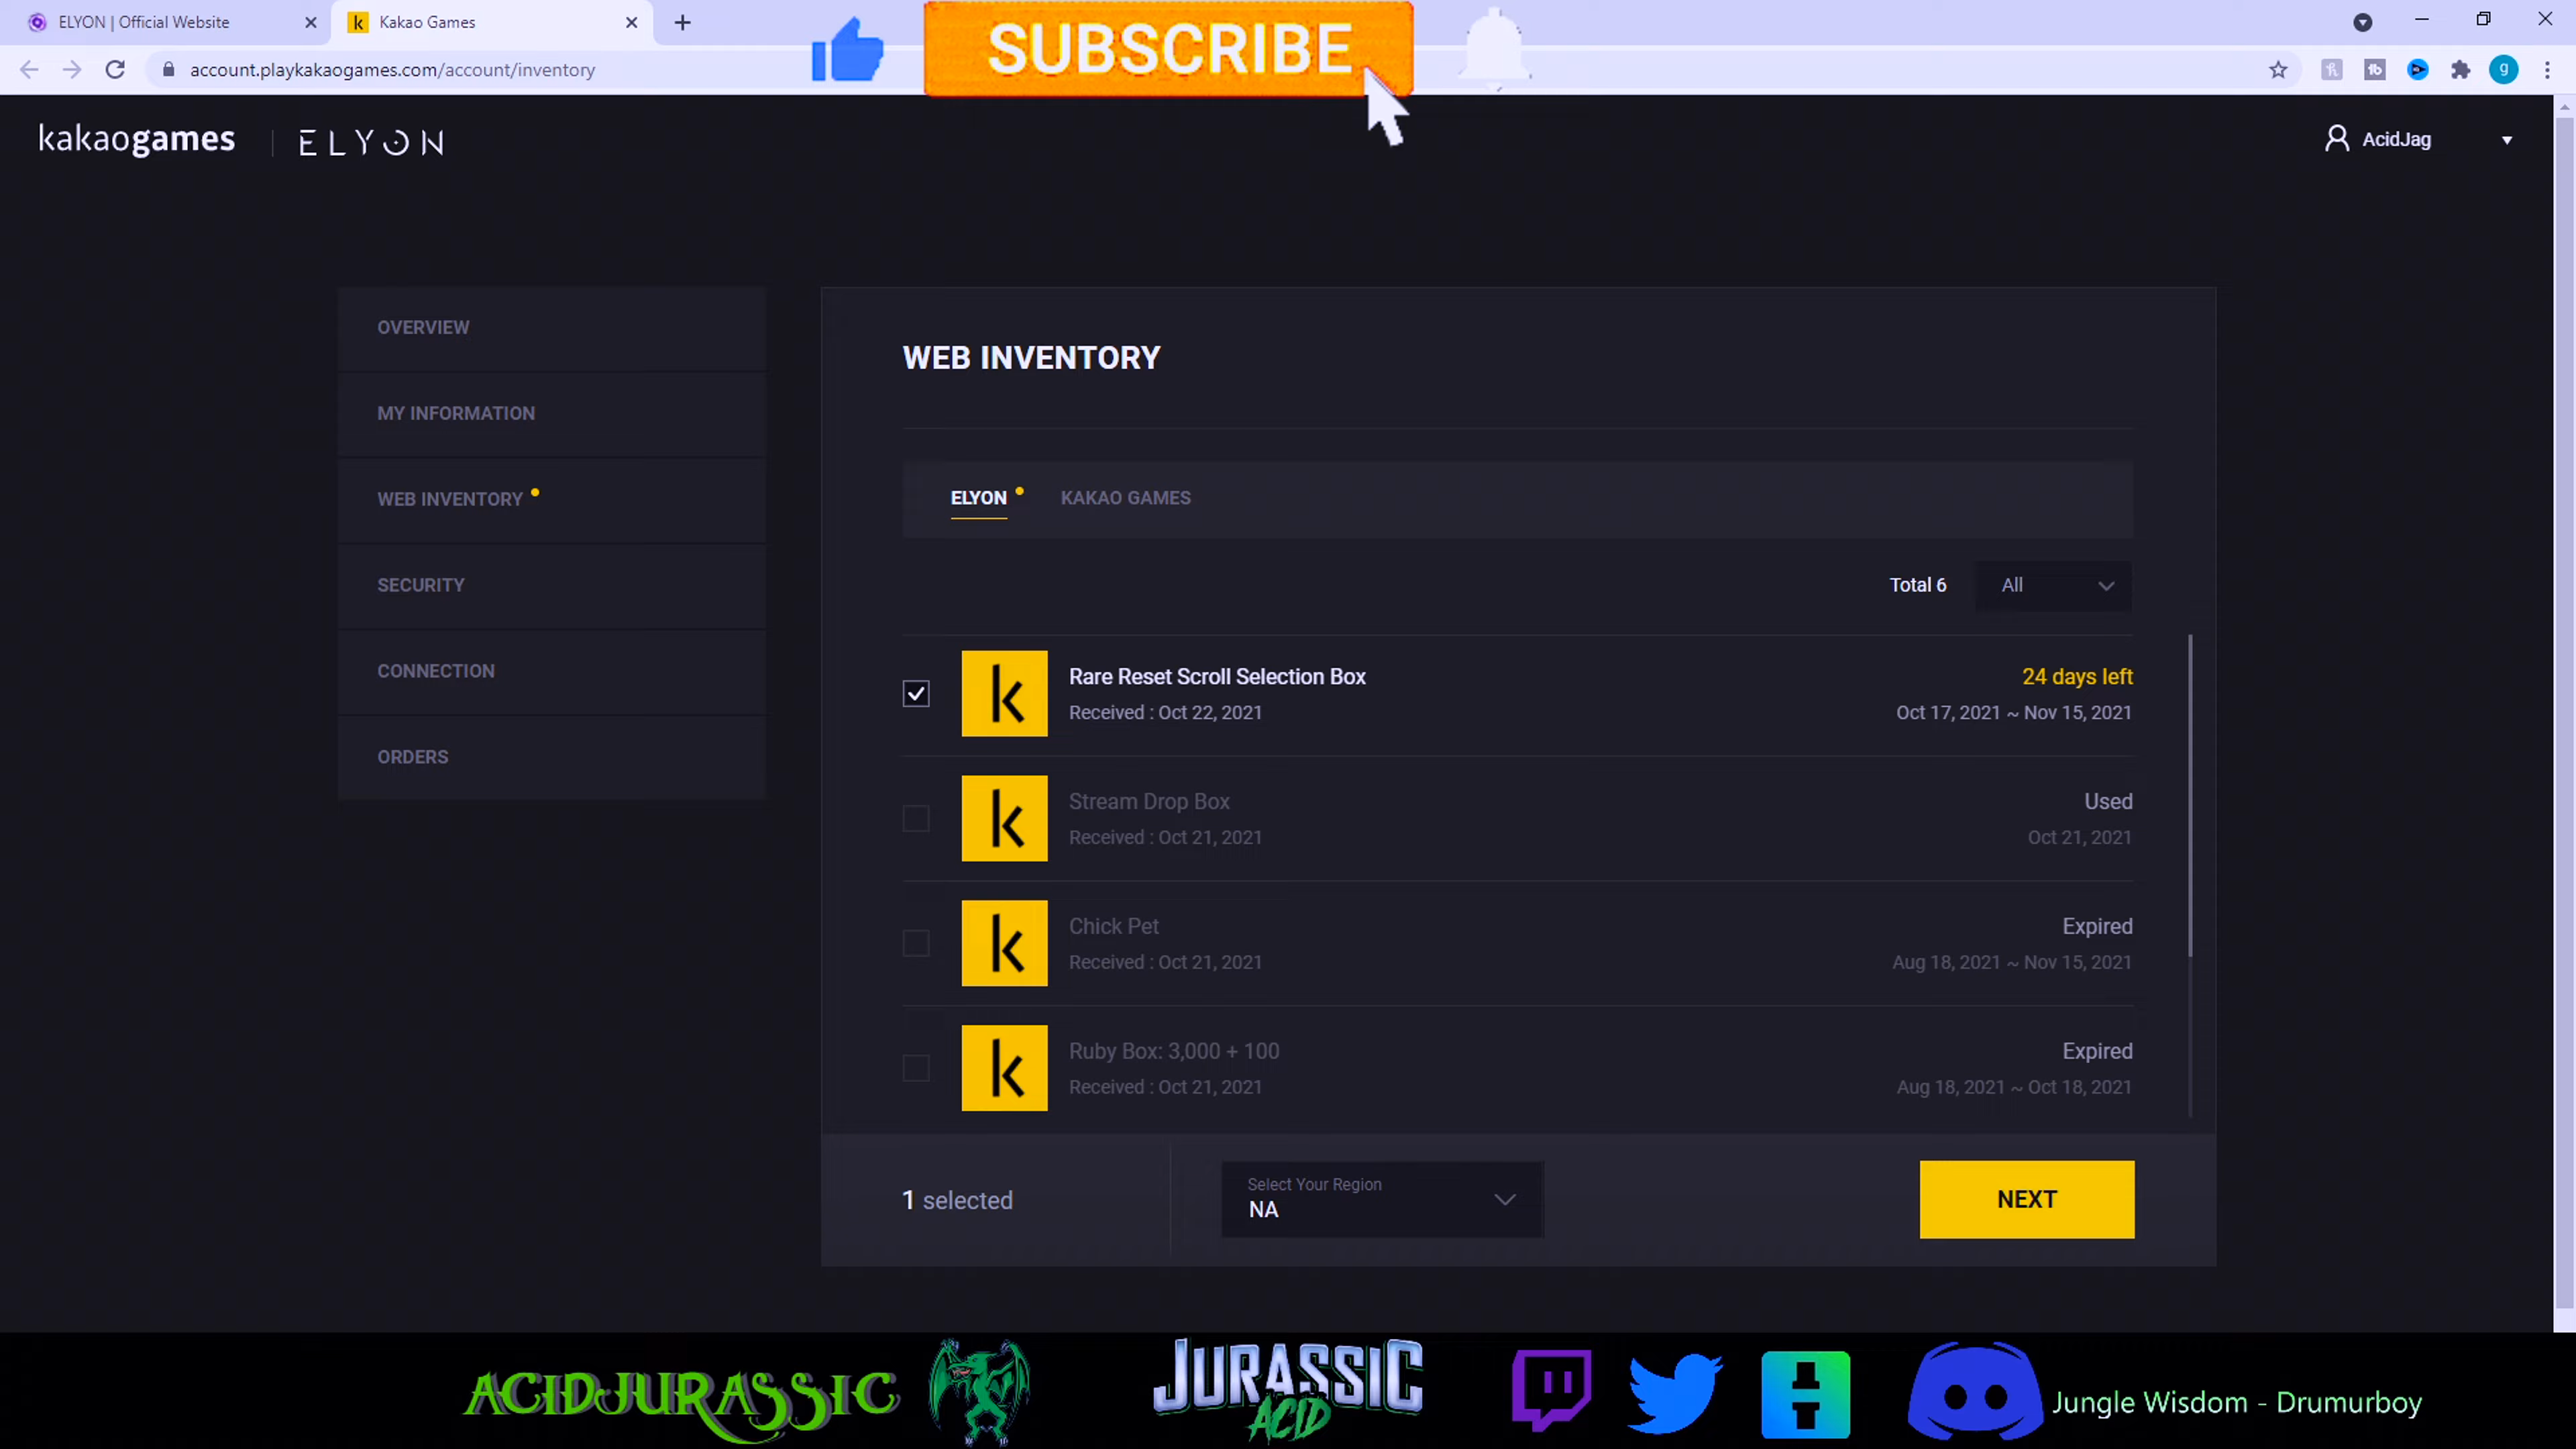 ELYON | Official Website
Kakao Games
SUBSCRIBE
account.playkakaogames.com/account/inventory
g
kakaogames | ELYON
AcidJag
OVERVIEW
MY INFORMATION
WEB INVENTORY
SECURITY
CONNECTION
ORDERS
WEB INVENTORY
ELYON
KAKAO GAMES
Total 6
All
k
Rare Reset Scroll Selection Box
24 days left
Received : Oct 22, 2021
Oct 17, 2021 ~ Nov 15, 2021
k
Stream Drop Box
Used
Received : Oct 21, 2021
Oct 21, 2021
k
Chick Pet
Expired
Received : Oct 21, 2021
Aug 18, 2021 ~ Nov 15, 2021
k
Ruby Box: 3,000 + 100
Expired
Received : Oct 21, 2021
Aug 18, 2021 ~ Oct 18, 2021
1 selected
Select Your Region
NA
NEXT
ACIDJURASSIC
JURASSIC
ACID
Jungle Wisdom - Drumurboy